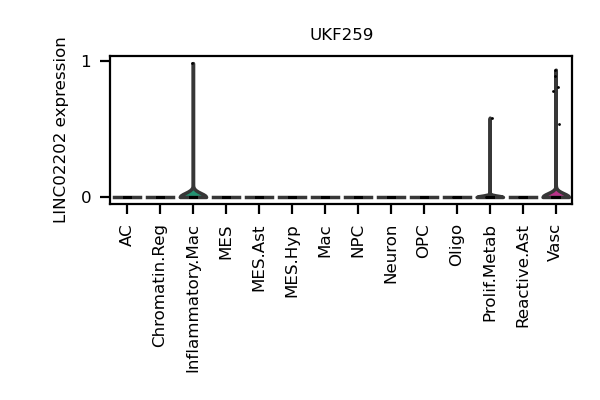 UKF259
LINC02202 expression
1
0
AC
Chromatin.Reg
Inflammatory.Mac
MES
MES.Ast
MES.Hyp
Mac
NPC
Neuron
OPC
Oligo
Prolif.Metab
Reactive.Ast
Vasc